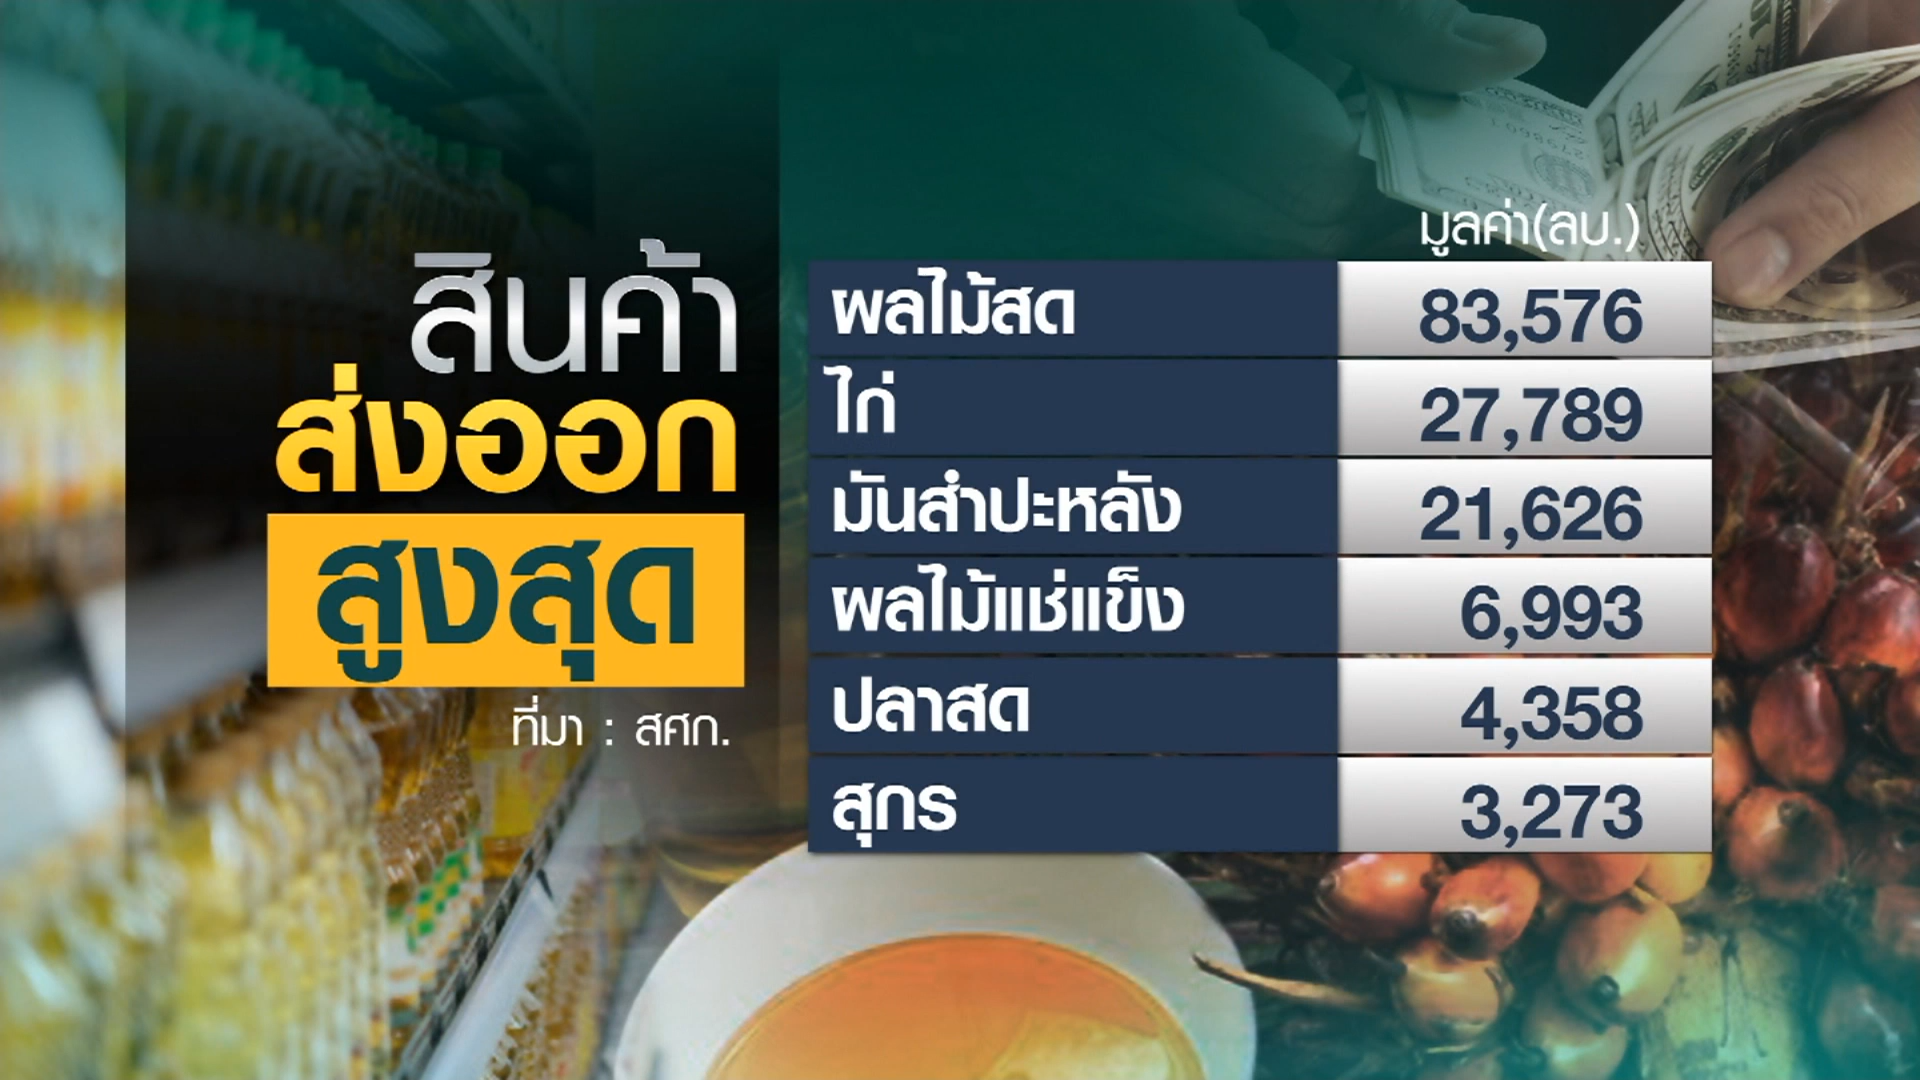 สินค้า
ส่งออก
สูงสุด
ที่มา : สศก.
มูลค่า(ลบ.)
ผลไม้สด 83,576
ไก่ 27,789
มันสำปะหลัง 21,626
ผลไม้แช่แข็ง 6,993
ปลาสด 4,358
สุกร 3,273